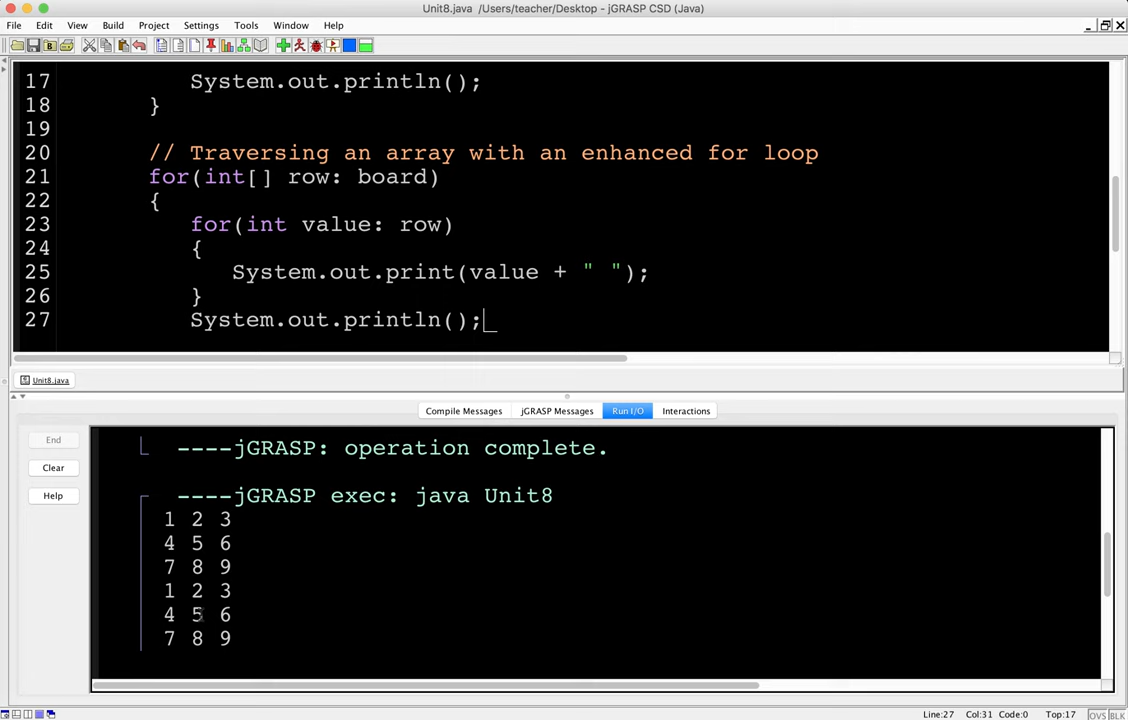 Unit8.java /Users/teacher/Desktop - jGRASP CSD (Java)
File Edit View Build Project Settings Tools Window Help
17 System.out.println();
18 }
19
20 // Traversing an array with an enhanced for loop
21 for(int[] row: board)
22 {
23 for(int value: row)
24 {
25 System.out.print(value + " ");
26 }
27 System.out.println();
Unit8.java
Compile Messages jGRASP Messages Run I/O Interactions
End
Clear
Help
----jGRASP: operation complete.
----jGRASP exec: java Unit8
1 2 3
4 5 6
7 8 9
1 2 3
4 5 6
7 8 9
Line:27 Col:31 Code:0 Top:17 OVS BLK